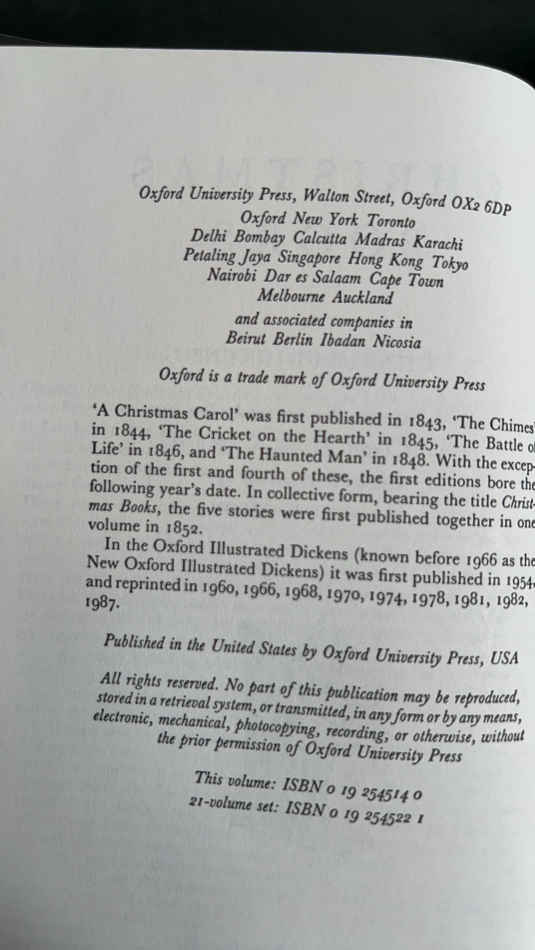 Oxford University Press, Walton Street, Oxford OX2 6DP
Oxford New York Toronto
Delhi Bombay Calcutta Madras Karachi
Petaling Jaya Singapore Hong Kong Tokyo
Nairobi Dar es Salaam Cape Town
Melbourne Auckland
and associated companies in
Beirut Berlin Ibadan Nicosia
Oxford is a trade mark of Oxford University Press
‘A Christmas Carol’ was first published in 1843, ‘The Chimes’
in 1844, ‘The Cricket on the Hearth’ in 1845, ‘The Battle of
Life’ in 1846, and ‘The Haunted Man’ in 1848. With the excep-
tion of the first and fourth of these, the first editions bore the
following year’s date. In collective form, bearing the title Christ-
mas Books, the five stories were first published together in one
volume in 1852.
In the Oxford Illustrated Dickens (known before 1966 as the
New Oxford Illustrated Dickens) it was first published in 1954,
and reprinted in 1960, 1966, 1968, 1970, 1974, 1978, 1981, 1982,
1987.
Published in the United States by Oxford University Press, USA
All rights reserved. No part of this publication may be reproduced,
stored in a retrieval system, or transmitted, in any form or by any means,
electronic, mechanical, photocopying, recording, or otherwise, without
the prior permission of Oxford University Press
This volume: ISBN 0 19 254514 0
21-volume set: ISBN 0 19 254522 1